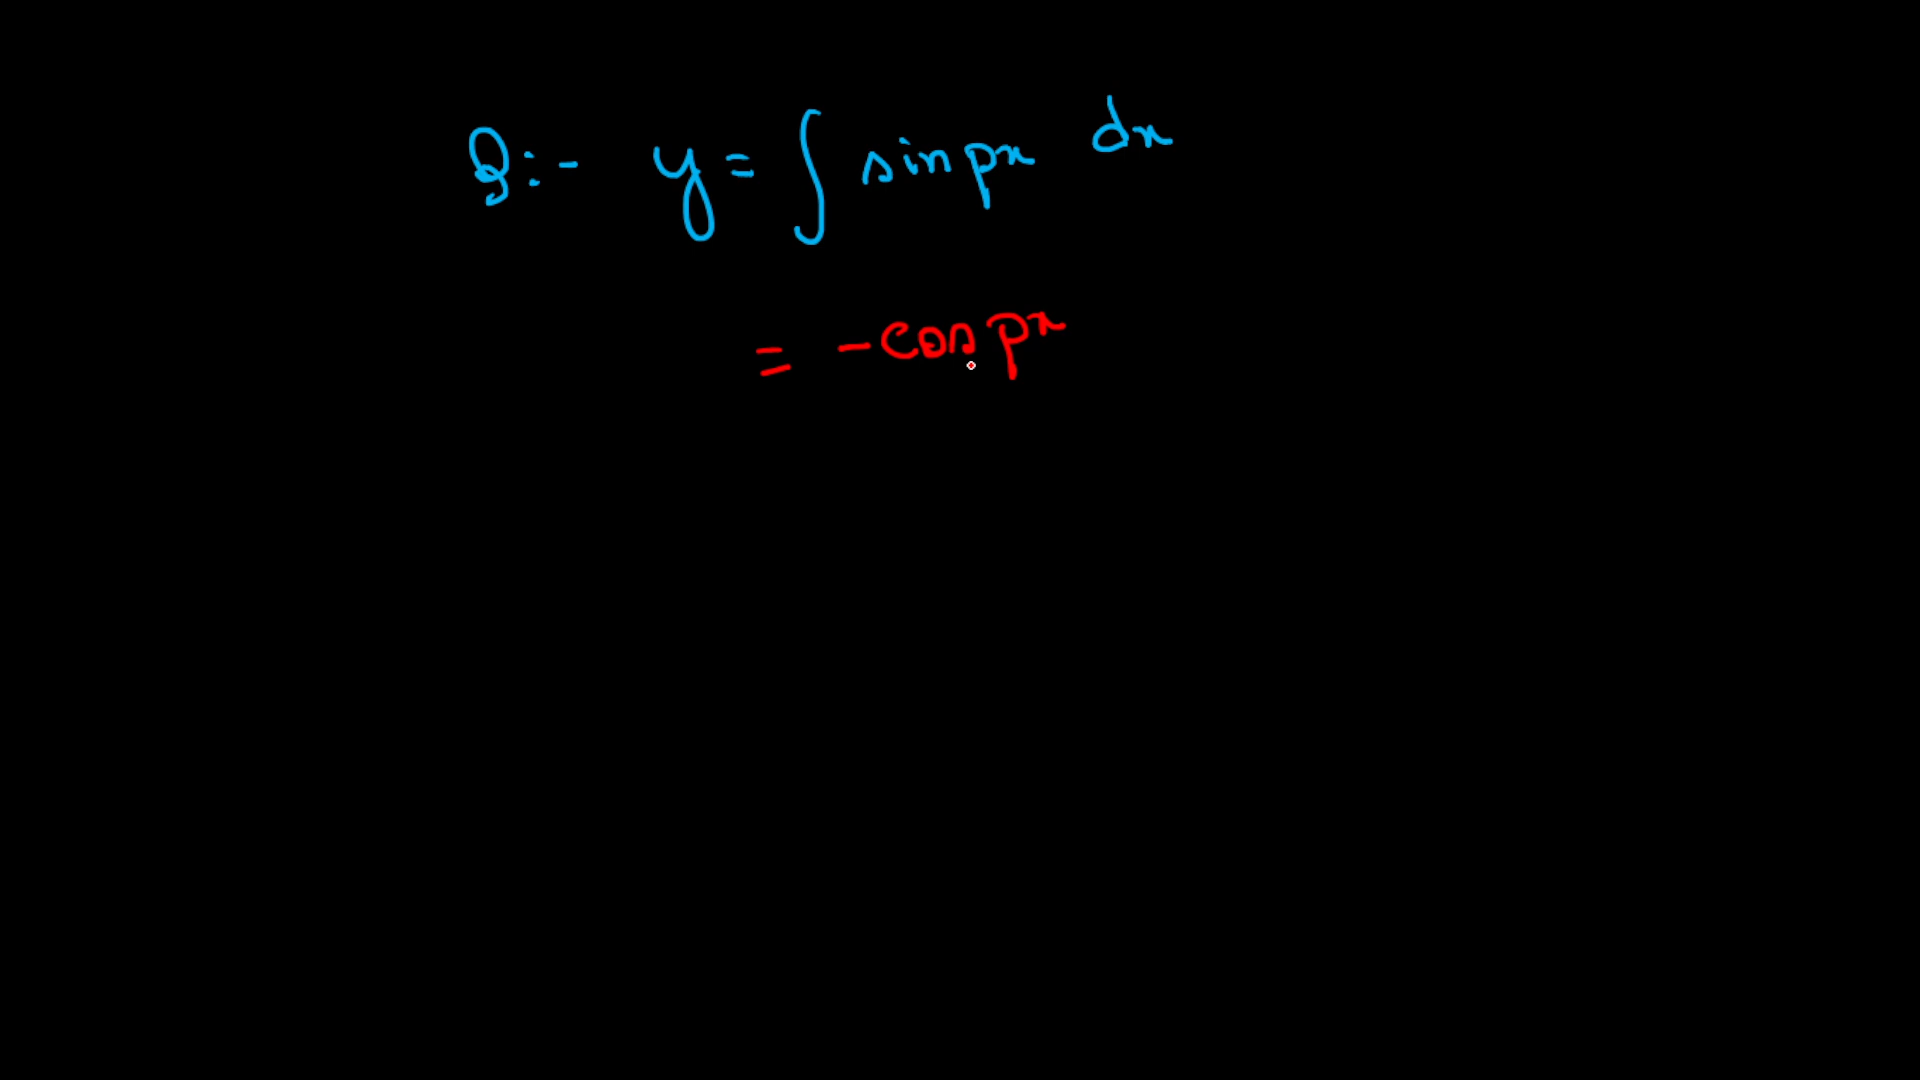 Q:- y = ∫ sin px dx
= - cos px